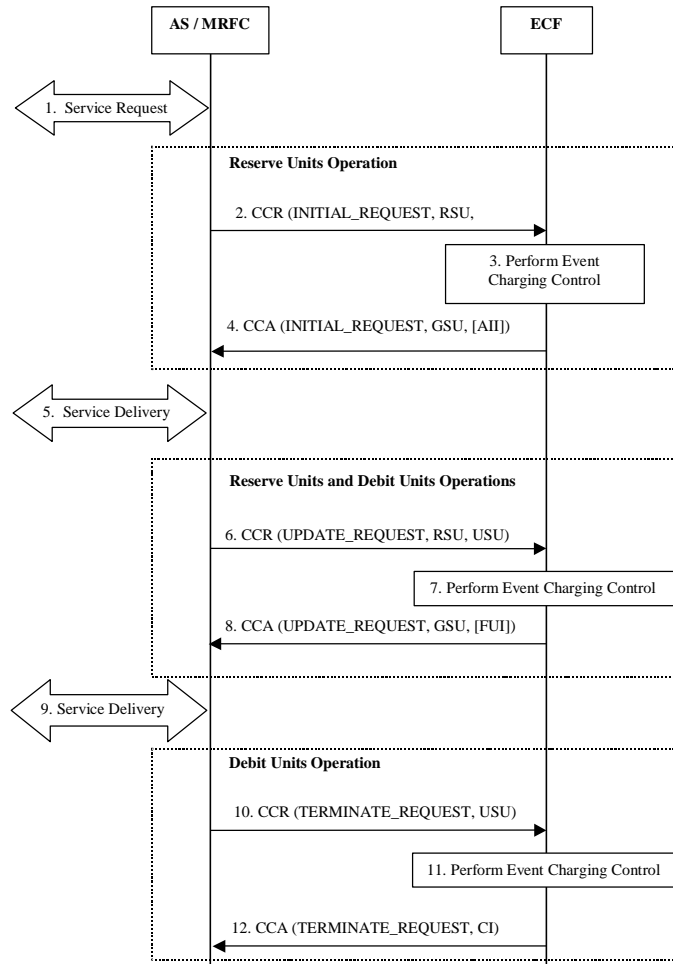 AS / MRFC
ECF
1. Service Request
Reserve Units Operation
2. CCR (INITIAL_REQUEST, RSU,
3. Perform Event
Charging Control
4. CCA (INITIAL_REQUEST, GSU, [AII])
5. Service Delivery
Reserve Units and Debit Units Operations
6. CCR (UPDATE_REQUEST, RSU, USU)
7. Perform Event Charging Control
8. CCA (UPDATE_REQUEST, GSU, [FUI])
9. Service Delivery
Debit Units Operation
10. CCR (TERMINATE_REQUEST, USU)
11. Perform Event Charging Control
12. CCA (TERMINATE_REQUEST, CI)